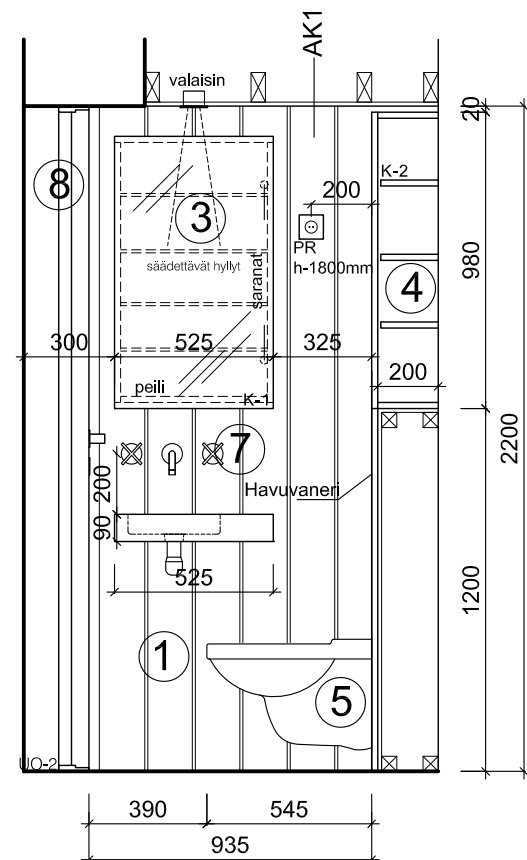 AK1
valaisin
20
8
K-2
3
200
PR
h-1800mm
säädettävät hyllyt
saranat
4
980
300
525
325
200
peili
K-1
2200
7
200
Havuvaneri
90
525
1200
1
5
UO-2
390
545
935